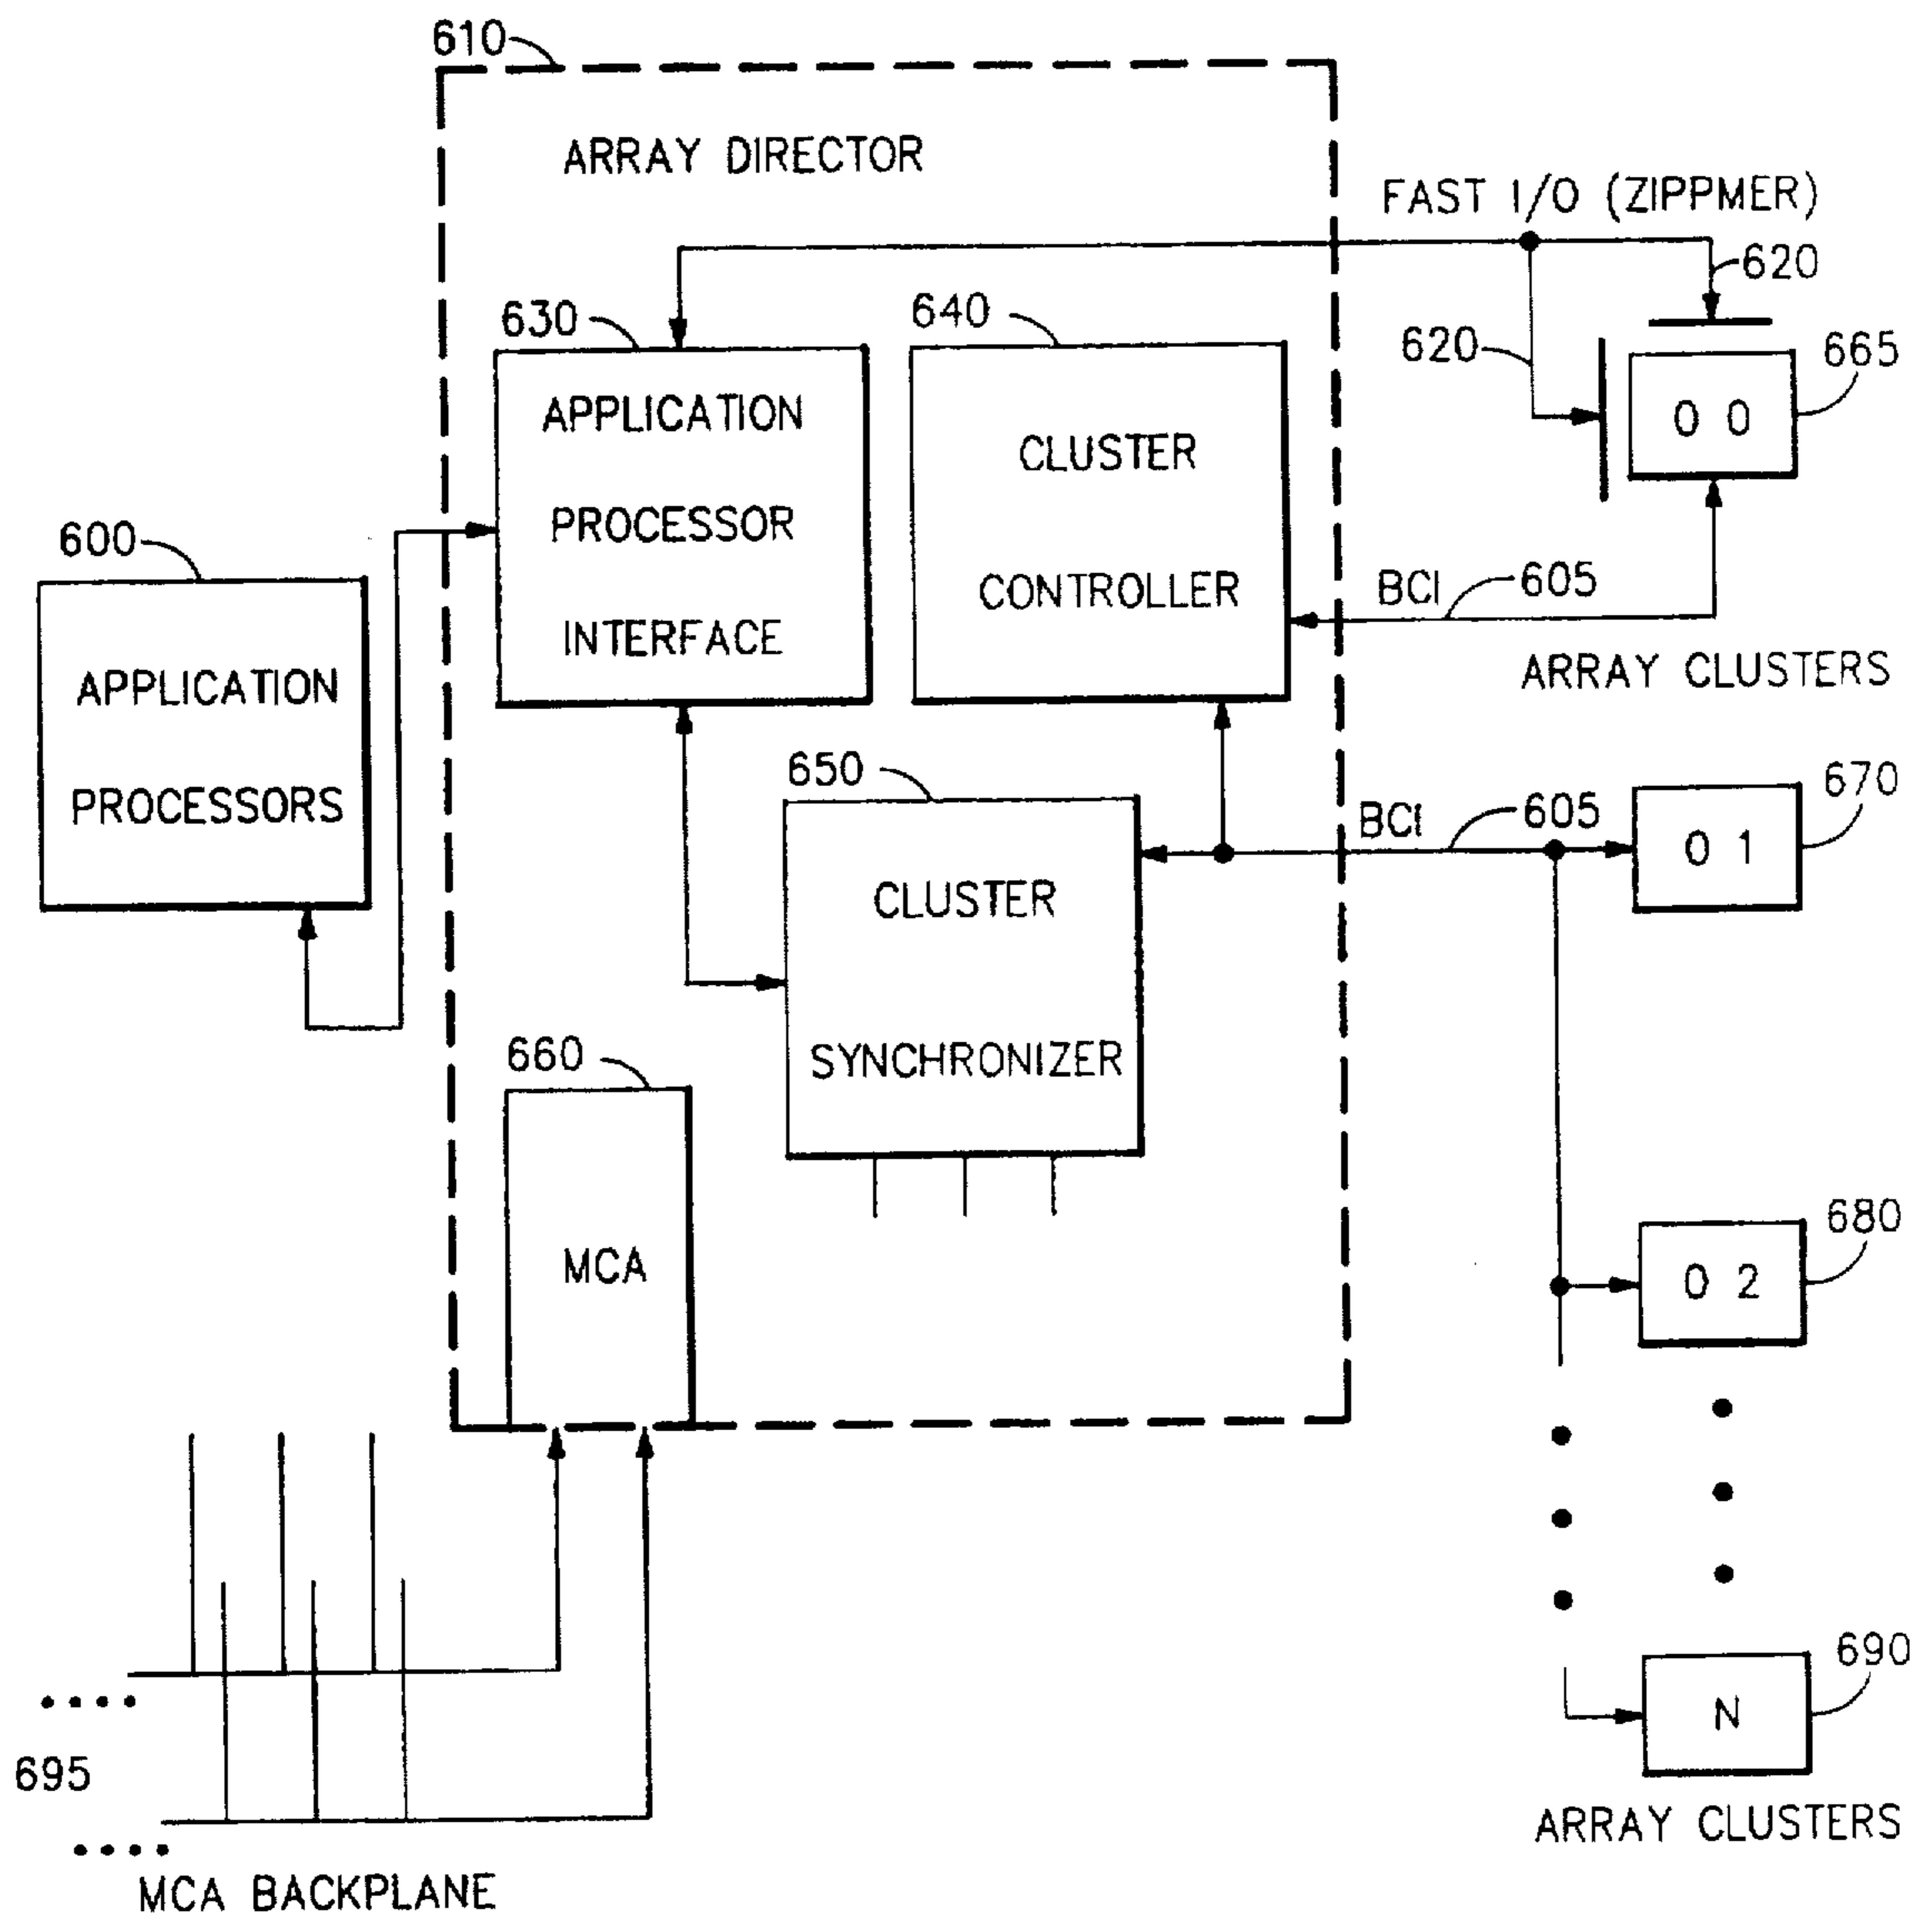 610
ARRAY DIRECTOR
FAST I/O (ZIPPMER)
620
630
640
620
665
APPLICATION
PROCESSOR
INTERFACE
CLUSTER
CONTROLLER
0 0
600
BCI
605
ARRAY CLUSTERS
APPLICATION
PROCESSORS
650
BCI
605
670
0 1
CLUSTER
SYNCHRONIZER
660
MCA
680
0 2
690
N
695
ARRAY CLUSTERS
MCA BACKPLANE